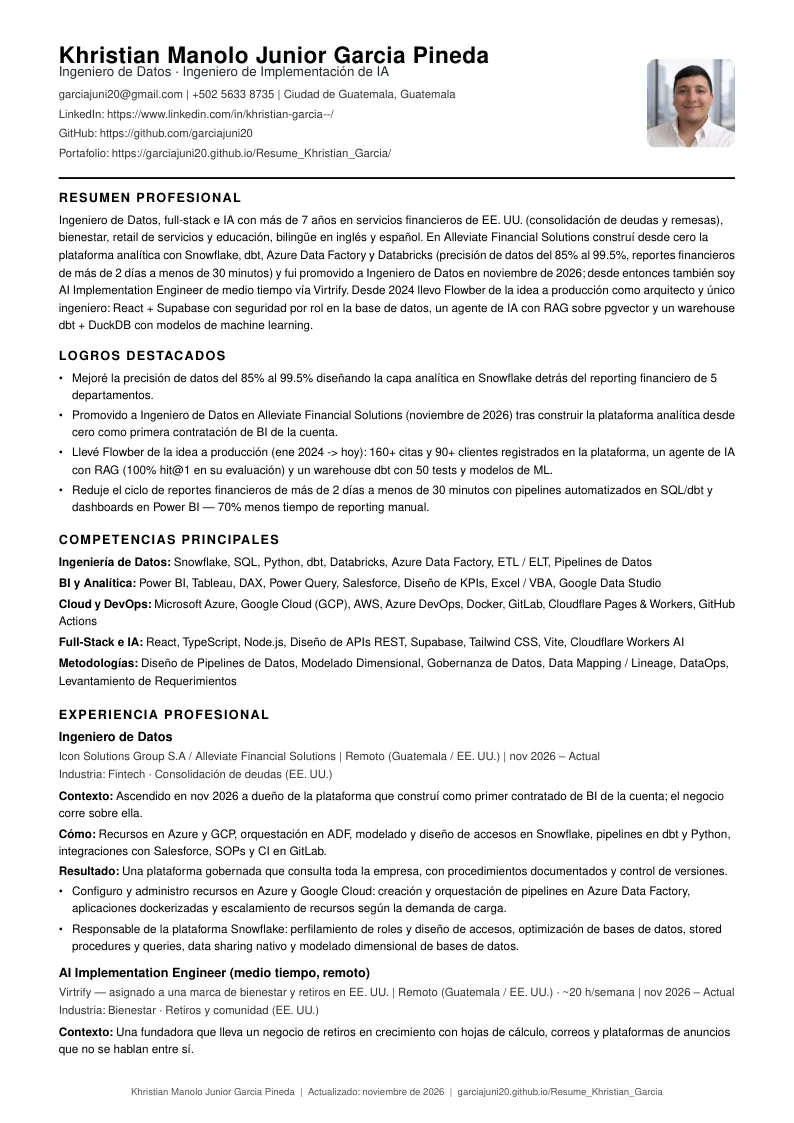 Khristian Manolo Junior Garcia Pineda
Ingeniero de Datos · Ingeniero de Implementación de IA
garciajuni20@gmail.com | +502 5633 8735 | Ciudad de Guatemala, Guatemala
LinkedIn: https://www.linkedin.com/in/khristian-garcia--/
GitHub: https://github.com/garciajuni20
Portafolio: https://garciajuni20.github.io/Resume_Khristian_Garcia/
RESUMEN PROFESIONAL
Ingeniero de Datos, full-stack e IA con más de 7 años en servicios financieros de EE. UU. (consolidación de deudas y remesas),
bienestar, retail de servicios y educación, bilingüe en inglés y español. En Alleviate Financial Solutions construí desde cero la
plataforma analítica con Snowflake, dbt, Azure Data Factory y Databricks (precisión de datos del 85% al 99.5%, reportes financieros
de más de 2 días a menos de 30 minutos) y fui promovido a Ingeniero de Datos en noviembre de 2026; desde entonces también soy
AI Implementation Engineer de medio tiempo vía Virtrify. Desde 2024 llevo Flowber de la idea a producción como arquitecto y único
ingeniero: React + Supabase con seguridad por rol en la base de datos, un agente de IA con RAG sobre pgvector y un warehouse
dbt + DuckDB con modelos de machine learning.
LOGROS DESTACADOS
• Mejoré la precisión de datos del 85% al 99.5% diseñando la capa analítica en Snowflake detrás del reporting financiero de 5
departamentos.
• Promovido a Ingeniero de Datos en Alleviate Financial Solutions (noviembre de 2026) tras construir la plataforma analítica desde
cero como primera contratación de BI de la cuenta.
• Llevé Flowber de la idea a producción (ene 2024 -> hoy): 160+ citas y 90+ clientes registrados en la plataforma, un agente de IA
con RAG (100% hit@1 en su evaluación) y un warehouse dbt con 50 tests y modelos de ML.
• Reduje el ciclo de reportes financieros de más de 2 días a menos de 30 minutos con pipelines automatizados en SQL/dbt y
dashboards en Power BI — 70% menos tiempo de reporting manual.
COMPETENCIAS PRINCIPALES
Ingeniería de Datos: Snowflake, SQL, Python, dbt, Databricks, Azure Data Factory, ETL / ELT, Pipelines de Datos
BI y Analítica: Power BI, Tableau, DAX, Power Query, Salesforce, Diseño de KPIs, Excel / VBA, Google Data Studio
Cloud y DevOps: Microsoft Azure, Google Cloud (GCP), AWS, Azure DevOps, Docker, GitLab, Cloudflare Pages & Workers, GitHub
Actions
Full-Stack e IA: React, TypeScript, Node.js, Diseño de APIs REST, Supabase, Tailwind CSS, Vite, Cloudflare Workers AI
Metodologías: Diseño de Pipelines de Datos, Modelado Dimensional, Gobernanza de Datos, Data Mapping / Lineage, DataOps,
Levantamiento de Requerimientos
EXPERIENCIA PROFESIONAL
Ingeniero de Datos
Icon Solutions Group S.A / Alleviate Financial Solutions | Remoto (Guatemala / EE. UU.) | nov 2026 – Actual
Industria: Fintech · Consolidación de deudas (EE. UU.)
Contexto: Ascendido en nov 2026 a dueño de la plataforma que construí como primer contratado de BI de la cuenta; el negocio
corre sobre ella.
Cómo: Recursos en Azure y GCP, orquestación en ADF, modelado y diseño de accesos en Snowflake, pipelines en dbt y Python,
integraciones con Salesforce, SOPs y CI en GitLab.
Resultado: Una plataforma gobernada que consulta toda la empresa, con procedimientos documentados y control de versiones.
• Configuro y administro recursos en Azure y Google Cloud: creación y orquestación de pipelines en Azure Data Factory,
aplicaciones dockerizadas y escalamiento de recursos según la demanda de carga.
• Responsable de la plataforma Snowflake: perfilamiento de roles y diseño de accesos, optimización de bases de datos, stored
procedures y queries, data sharing nativo y modelado dimensional de bases de datos.
AI Implementation Engineer (medio tiempo, remoto)
Virtrify — asignado a una marca de bienestar y retiros en EE. UU. | Remoto (Guatemala / EE. UU.) · ~20 h/semana | nov 2026 – Actual
Industria: Bienestar · Retiros y comunidad (EE. UU.)
Contexto: Una fundadora que lleva un negocio de retiros en crecimiento con hojas de cálculo, correos y plataformas de anuncios
que no se hablan entre sí.
Khristian Manolo Junior Garcia Pineda | Actualizado: noviembre de 2026 | garciajuni20.github.io/Resume_Khristian_Garcia